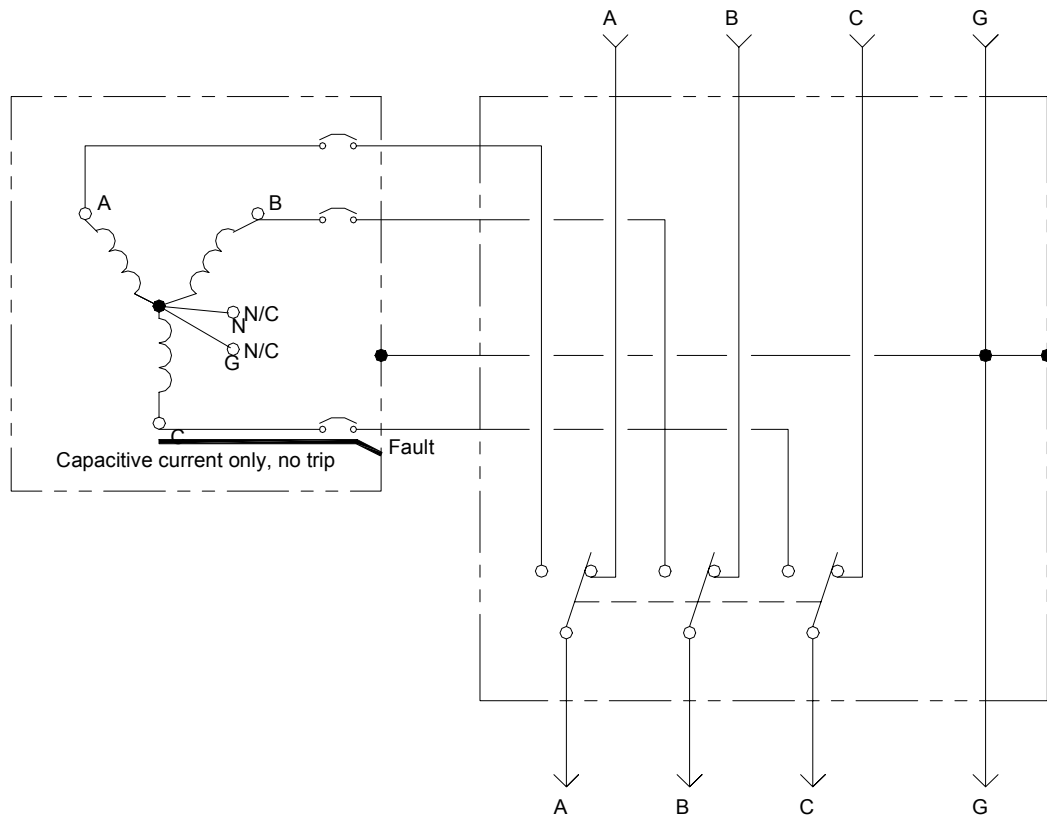 A B C G
A
B
N/C
N
N/C
G
C
Fault
Capacitive current only, no trip
A B C G